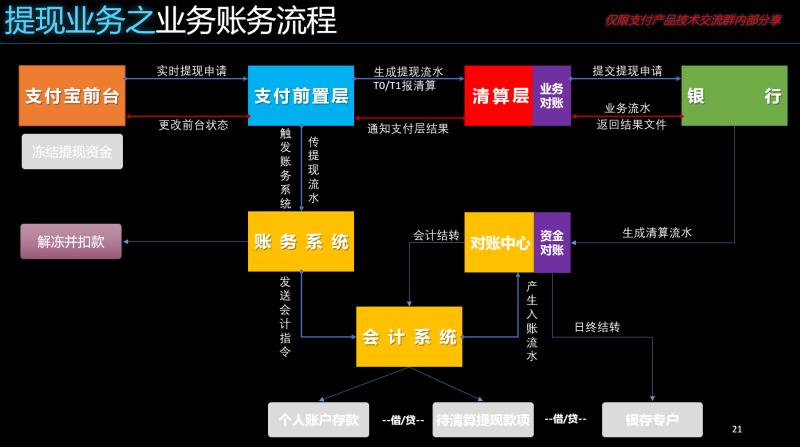 提现业务之业务账务流程
仅限支付产品技术交流群内部分享
支付宝前台
实时提现申请
更改前台状态
支付前置层
生成提现流水
T0/T1报清算
通知支付层结果
清算层
业务
对账
提交提现申请
业务流水
返回结果文件
银 行
冻结提现资金
触发账务系统
传提现流水
解冻并扣款
账务系统
会计结转
对账中心
资金
对账
生成清算流水
发送会计指令
会计系统
产生入账流水
日终结转
个人账户存款
--借/贷--
待清算提现款项
--借/贷--
银存专户
21